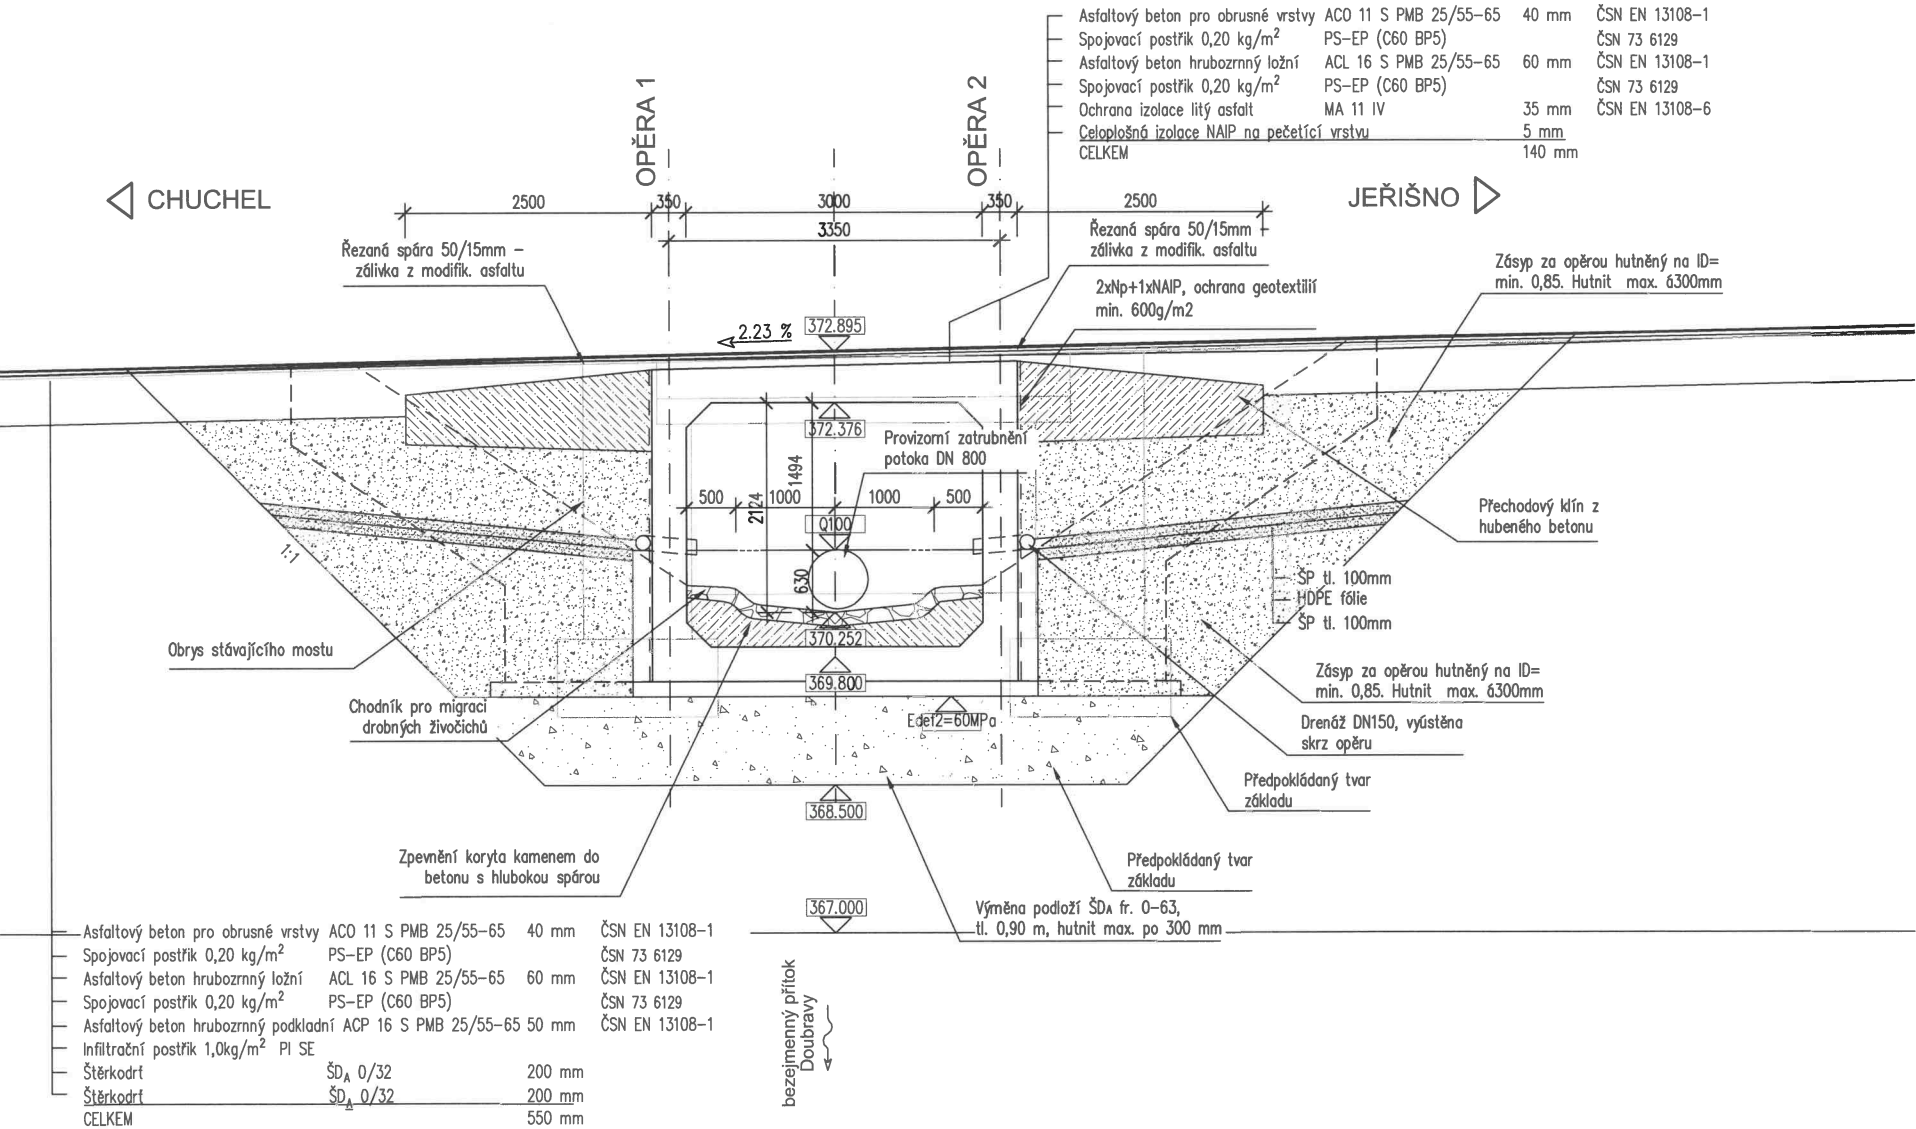 Asfaltový beton pro obrusné vrstvy ACO 11 S PMB 25/55-65 40 mm ČSN EN 13108-1
Spojovací postřik 0,20 kg/m² PS-EP (C60 BP5) ČSN 73 6129
Asfaltový beton hrubozrnný ložní ACL 16 S PMB 25/55-65 60 mm ČSN EN 13108-1
Spojovací postřik 0,20 kg/m² PS-EP (C60 BP5) ČSN 73 6129
Ochrana izolace litý asfalt MA 11 IV 35 mm ČSN EN 13108-6
Celoplošná izolace NAIP na pečetící vrstvu 5 mm
CELKEM 140 mm
OPĚRA 1
OPĚRA 2
CHUCHEL
JEŘIŠNO
2500 350 3000 350 2500
3350
Řezaná spára 50/15mm –
zálivka z modifik. asfaltu
Řezaná spára 50/15mm +
zálivka z modifik. asfaltu
2xNp+1xNAIP, ochrana geotextilií
min. 600g/m2
Zásyp za opěrou hutněný na ID=
min. 0,85. Hutnit max. á300mm
2.23 %
372.895
372.376
Provizorní zatrubnění
potoka DN 800
500 1000 1000 500
2124
1494
Q100
630
Přechodový klín z
hubeného betonu
1:1
ŠP tl. 100mm
HDPE fólie
ŠP tl. 100mm
370.252
Obrys stávajícího mostu
369.800
Zásyp za opěrou hutněný na ID=
min. 0,85. Hutnit max. á300mm
Chodník pro migraci
drobných živočichů
Edef2=60MPa
Drenáž DN150, vyústěna
skrz opěru
Předpokládaný tvar
základu
368.500
Zpevnění koryta kamenem do
betonu s hlubokou spárou
Předpokládaný tvar
základu
367.000
Výměna podloží ŠDA fr. 0-63,
tl. 0,90 m, hutnit max. po 300 mm
Asfaltový beton pro obrusné vrstvy ACO 11 S PMB 25/55-65 40 mm ČSN EN 13108-1
Spojovací postřik 0,20 kg/m² PS-EP (C60 BP5) ČSN 73 6129
Asfaltový beton hrubozrnný ložní ACL 16 S PMB 25/55-65 60 mm ČSN EN 13108-1
Spojovací postřik 0,20 kg/m² PS-EP (C60 BP5) ČSN 73 6129
Asfaltový beton hrubozrnný podkladní ACP 16 S PMB 25/55-65 50 mm ČSN EN 13108-1
Infiltrační postřik 1,0kg/m² PI SE
Štěrkodrť ŠDA 0/32 200 mm
Štěrkodrť ŠDA 0/32 200 mm
CELKEM 550 mm
bezejmenný přítok
Doubravy